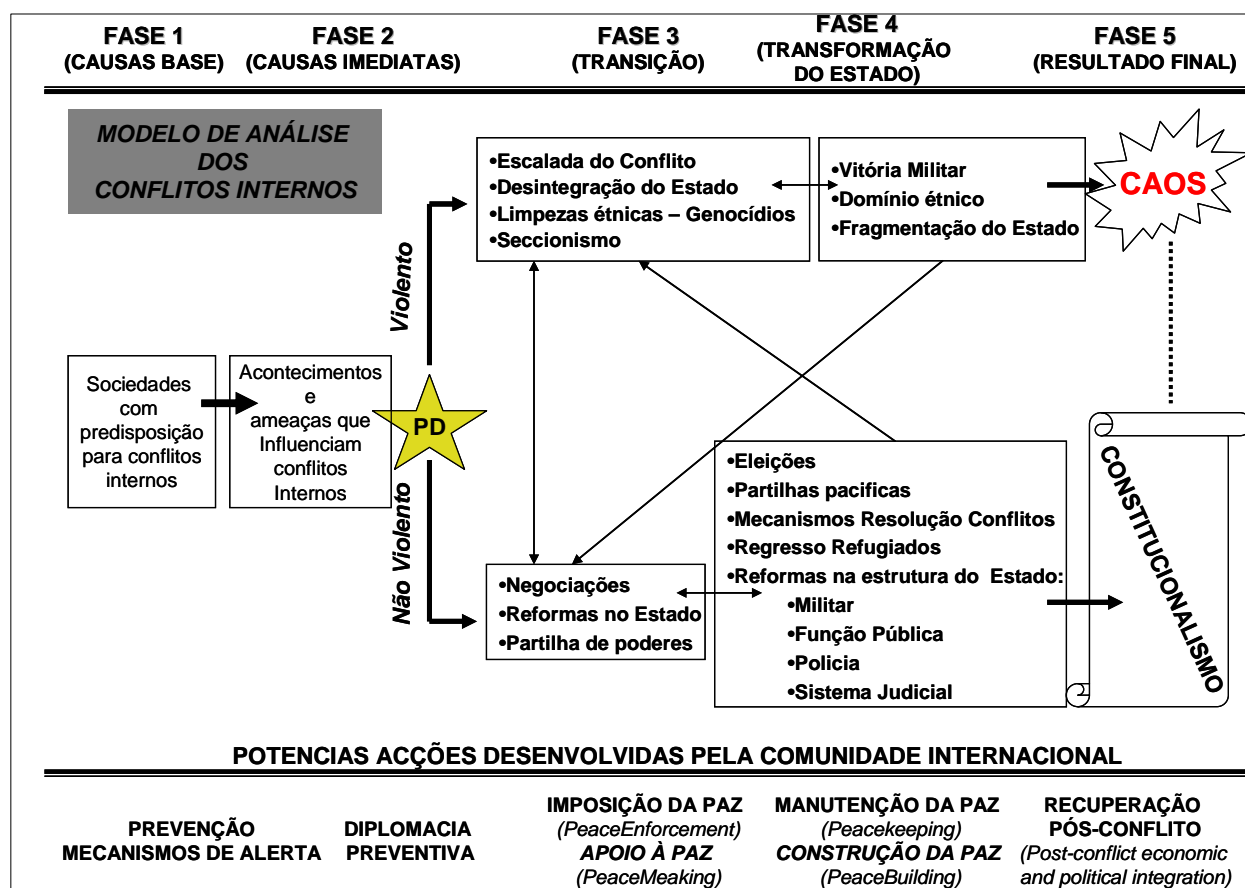 FASE 1
(CAUSAS BASE)
FASE 2
(CAUSAS IMEDIATAS)
FASE 3
(TRANSIÇÃO)
FASE 4
(TRANSFORMAÇÃO
DO ESTADO)
FASE 5
(RESULTADO FINAL)
MODELO DE ANÁLISE
DOS
CONFLITOS INTERNOS
•Escalada do Conflito
•Desintegração do Estado
•Limpezas étnicas – Genocídios
•Seccionismo
•Vitória Militar
•Domínio étnico
•Fragmentação do Estado
CAOS
Violento
Sociedades
com
predisposição
para conflitos
internos
Acontecimentos
e
ameaças que
Influenciam
conflitos
Internos
PD
Não Violento
•Negociações
•Reformas no Estado
•Partilha de poderes
•Eleições
•Partilhas pacificas
•Mecanismos Resolução Conflitos
•Regresso Refugiados
•Reformas na estrutura do Estado:
•Militar
•Função Pública
•Policia
•Sistema Judicial
CONSTITUCIONALISMO
POTENCIAS ACÇÕES DESENVOLVIDAS PELA COMUNIDADE INTERNACIONAL
PREVENÇÃO
MECANISMOS DE ALERTA
DIPLOMACIA
PREVENTIVA
IMPOSIÇÃO DA PAZ
(PeaceEnforcement)
APOIO À PAZ
(PeaceMeaking)
MANUTENÇÃO DA PAZ
(Peacekeeping)
CONSTRUÇÃO DA PAZ
(PeaceBuilding)
RECUPERAÇÃO
PÓS-CONFLITO
(Post-conflict economic
and political integration)